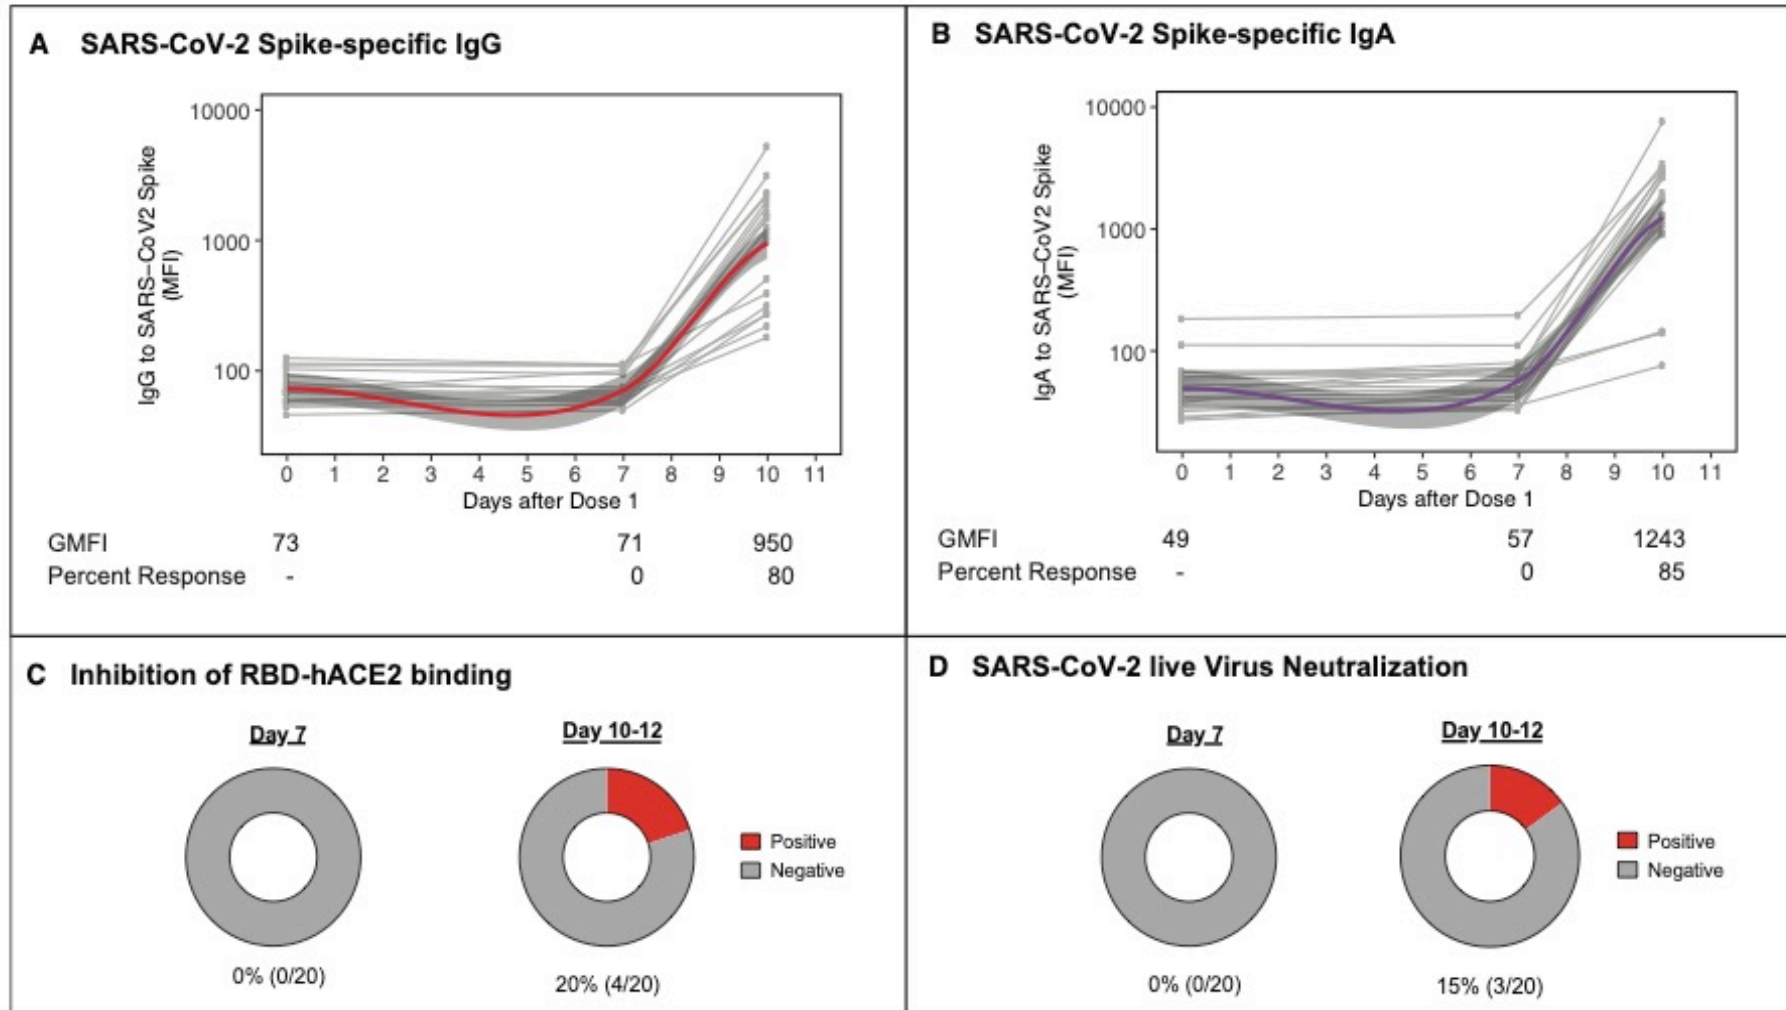 A SARS-CoV-2 Spike-specific IgG
10000
1000
100
IgG to SARS-CoV2 Spike
(MFI)
0 1 2 3 4 5 6 7 8 9 10 11
Days after Dose 1
GMFI 73 71 950
Percent Response - 0 80
B SARS-CoV-2 Spike-specific IgA
10000
1000
100
IgA to SARS-CoV2 Spike
(MFI)
0 1 2 3 4 5 6 7 8 9 10 11
Days after Dose 1
GMFI 49 57 1243
Percent Response - 0 85
C Inhibition of RBD-hACE2 binding
Day 7 Day 10-12
Positive
Negative
0% (0/20) 20% (4/20)
D SARS-CoV-2 live Virus Neutralization
Day 7 Day 10-12
Positive
Negative
0% (0/20) 15% (3/20)